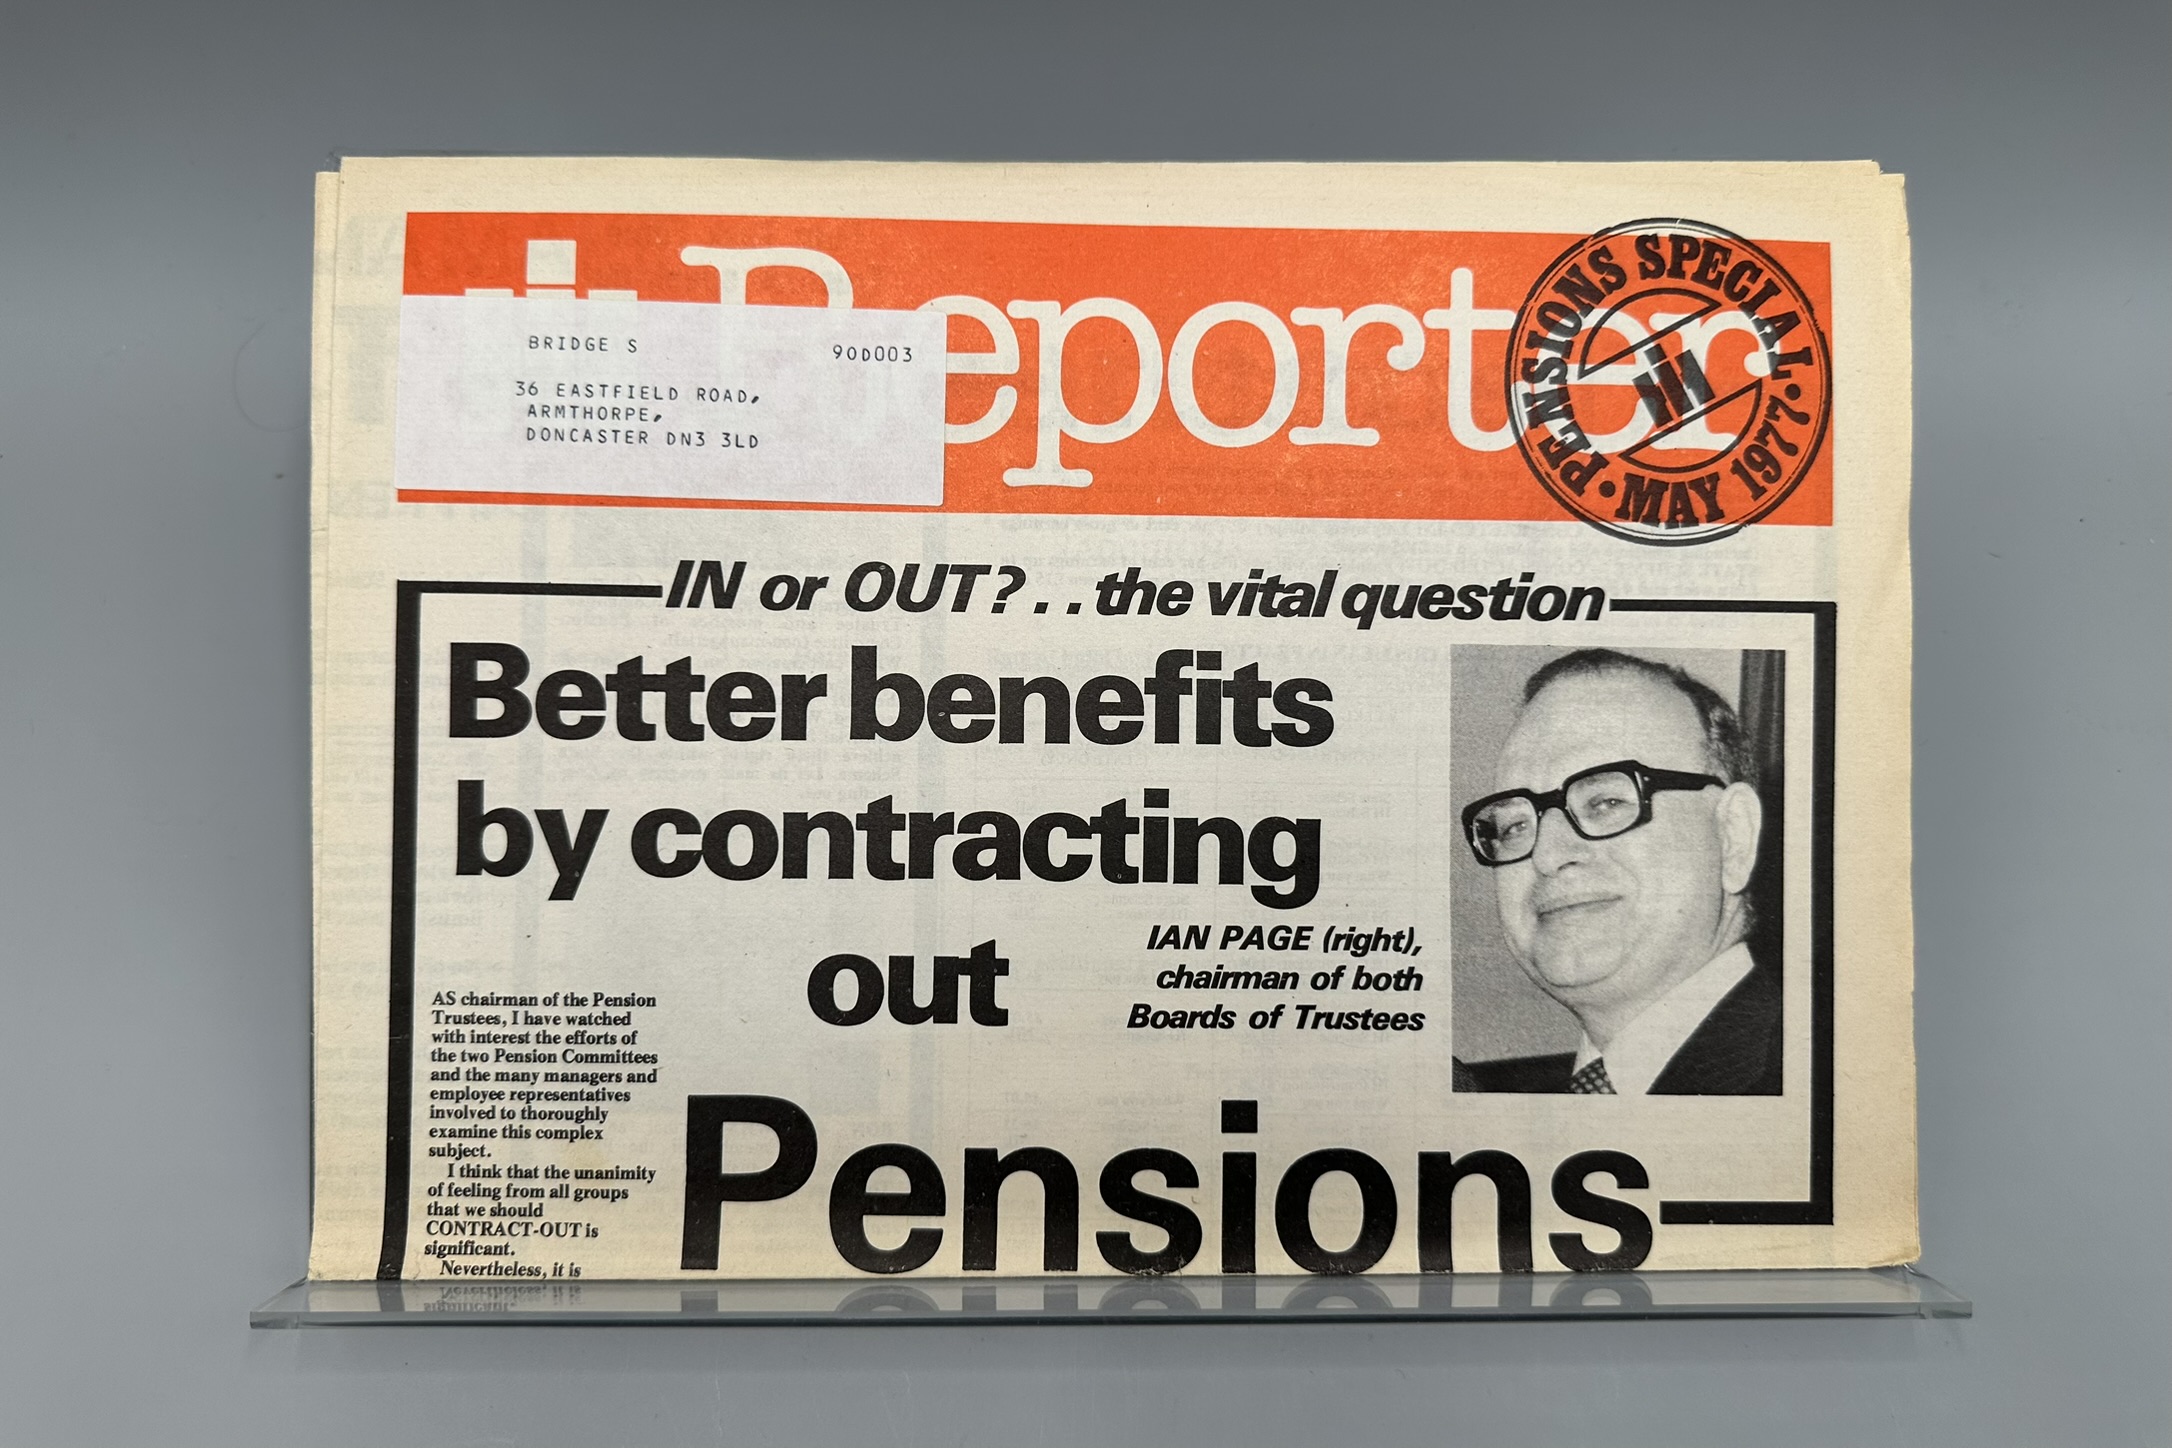 Reporter
PENSIONS SPECIAL • MAY 1977 •
BRIDGE S 90D003
36 EASTFIELD ROAD,
ARMTHORPE,
DONCASTER DN3 3LD
IN or OUT? . . the vital question
Better benefits
by contracting
out
IAN PAGE (right),
chairman of both
Boards of Trustees
AS chairman of the Pension
Trustees, I have watched
with interest the efforts of
the two Pension Committees
and the many managers and
employee representatives
involved to thoroughly
examine this complex
subject.
I think that the unanimity
of feeling from all groups
that we should
CONTRACT-OUT is
significant.
Nevertheless, it is
Pensions